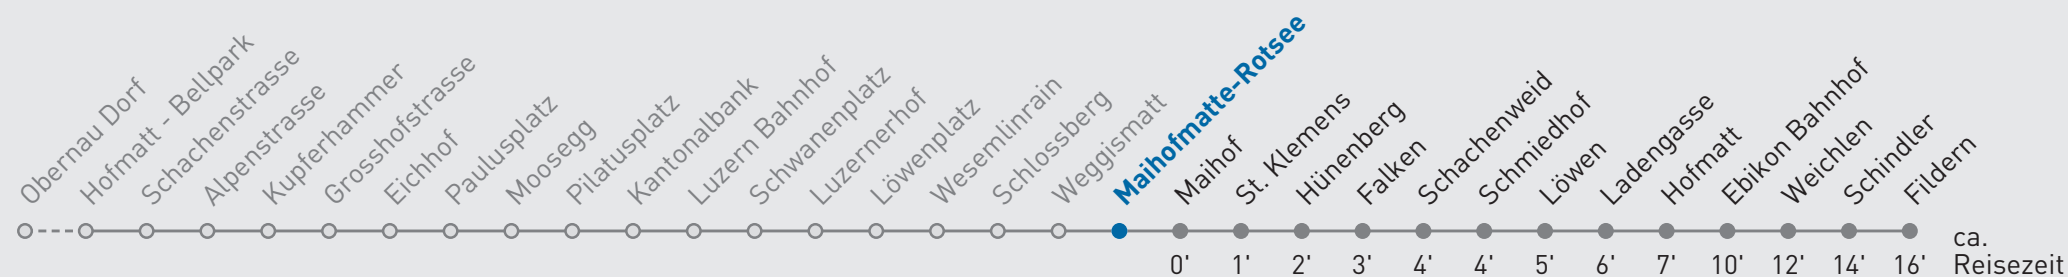 Obernau Dorf
Hofmatt - Bellpark
Schachenstrasse
Alpenstrasse
Kupferhammer
Grosshofstrasse
Eichhof
Paulusplatz
Moosegg
Pilatusplatz
Kantonalbank
Luzern Bahnhof
Schwanenplatz
Luzernerhof
Löwenplatz
Wesemlinrain
Schlossberg
Weggismatt
Maihofmatte-Rotsee
Maihof
St. Klemens
Hünenberg
Falken
Schachenweid
Schmiedhof
Löwen
Ladengasse
Hofmatt
Ebikon Bahnhof
Weichlen
Schindler
Fildern
0' 1' 2' 3' 4' 4' 5' 6' 7' 10' 12' 14' 16'
ca.
Reisezeit